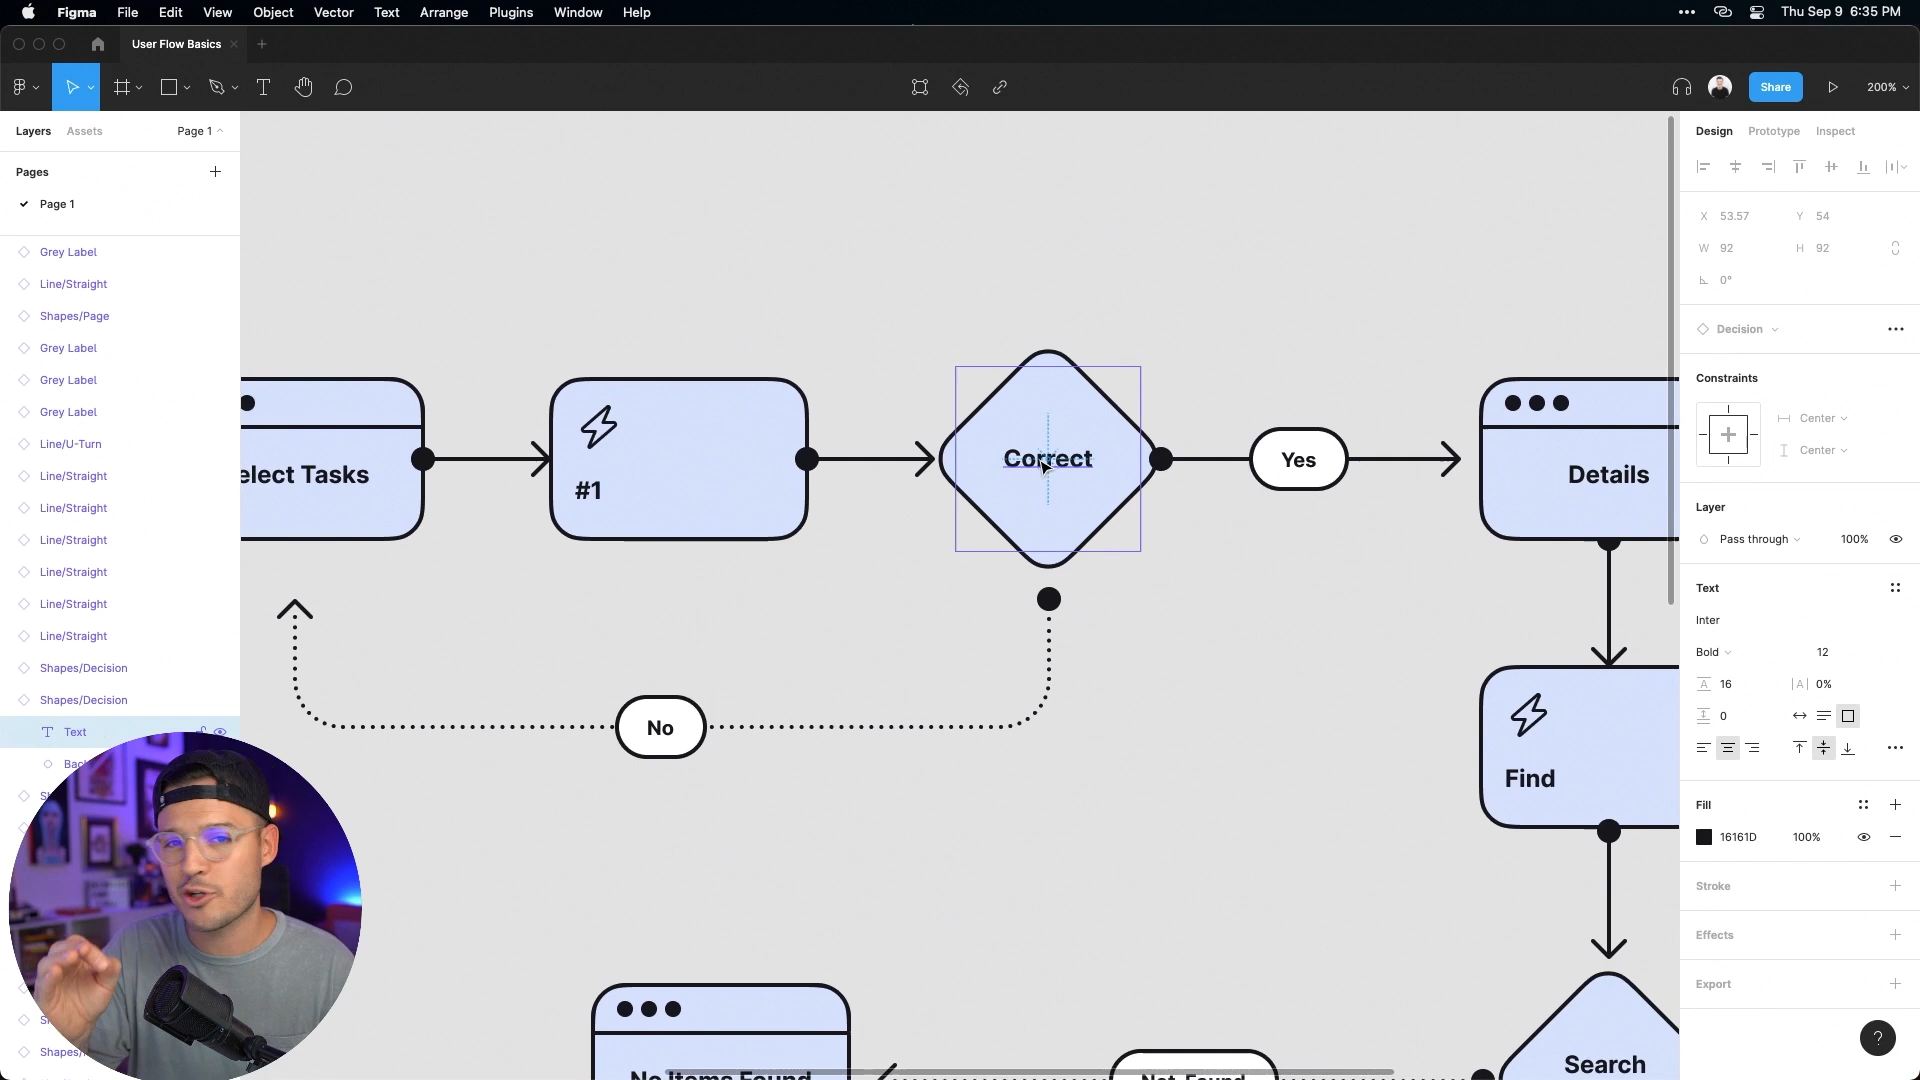 Figma File Edit View Object Vector Text Arrange Plugins Window Help
Thu Sep 9 6:35 PM
User Flow Basics
Share
200%
Layers Assets Page 1
Pages
Page 1
Grey Label
Line/Straight
Shapes/Page
Grey Label
Grey Label
Grey Label
Line/U-Turn
Line/Straight
Line/Straight
Line/Straight
Line/Straight
Line/Straight
Line/Straight
Shapes/Decision
Shapes/Decision
Text
elect Tasks
#1
Correct
Yes
Details
No
Find
No Items Found
Not Found
Search
Design Prototype Inspect
X 53.57 Y 54
W 92 H 92
0°
Decision
Constraints
Center
Center
Layer
Pass through 100%
Text
Inter
Bold 12
A 16 |A| 0%
0
Fill
16161D 100%
Stroke
Effects
Export
?